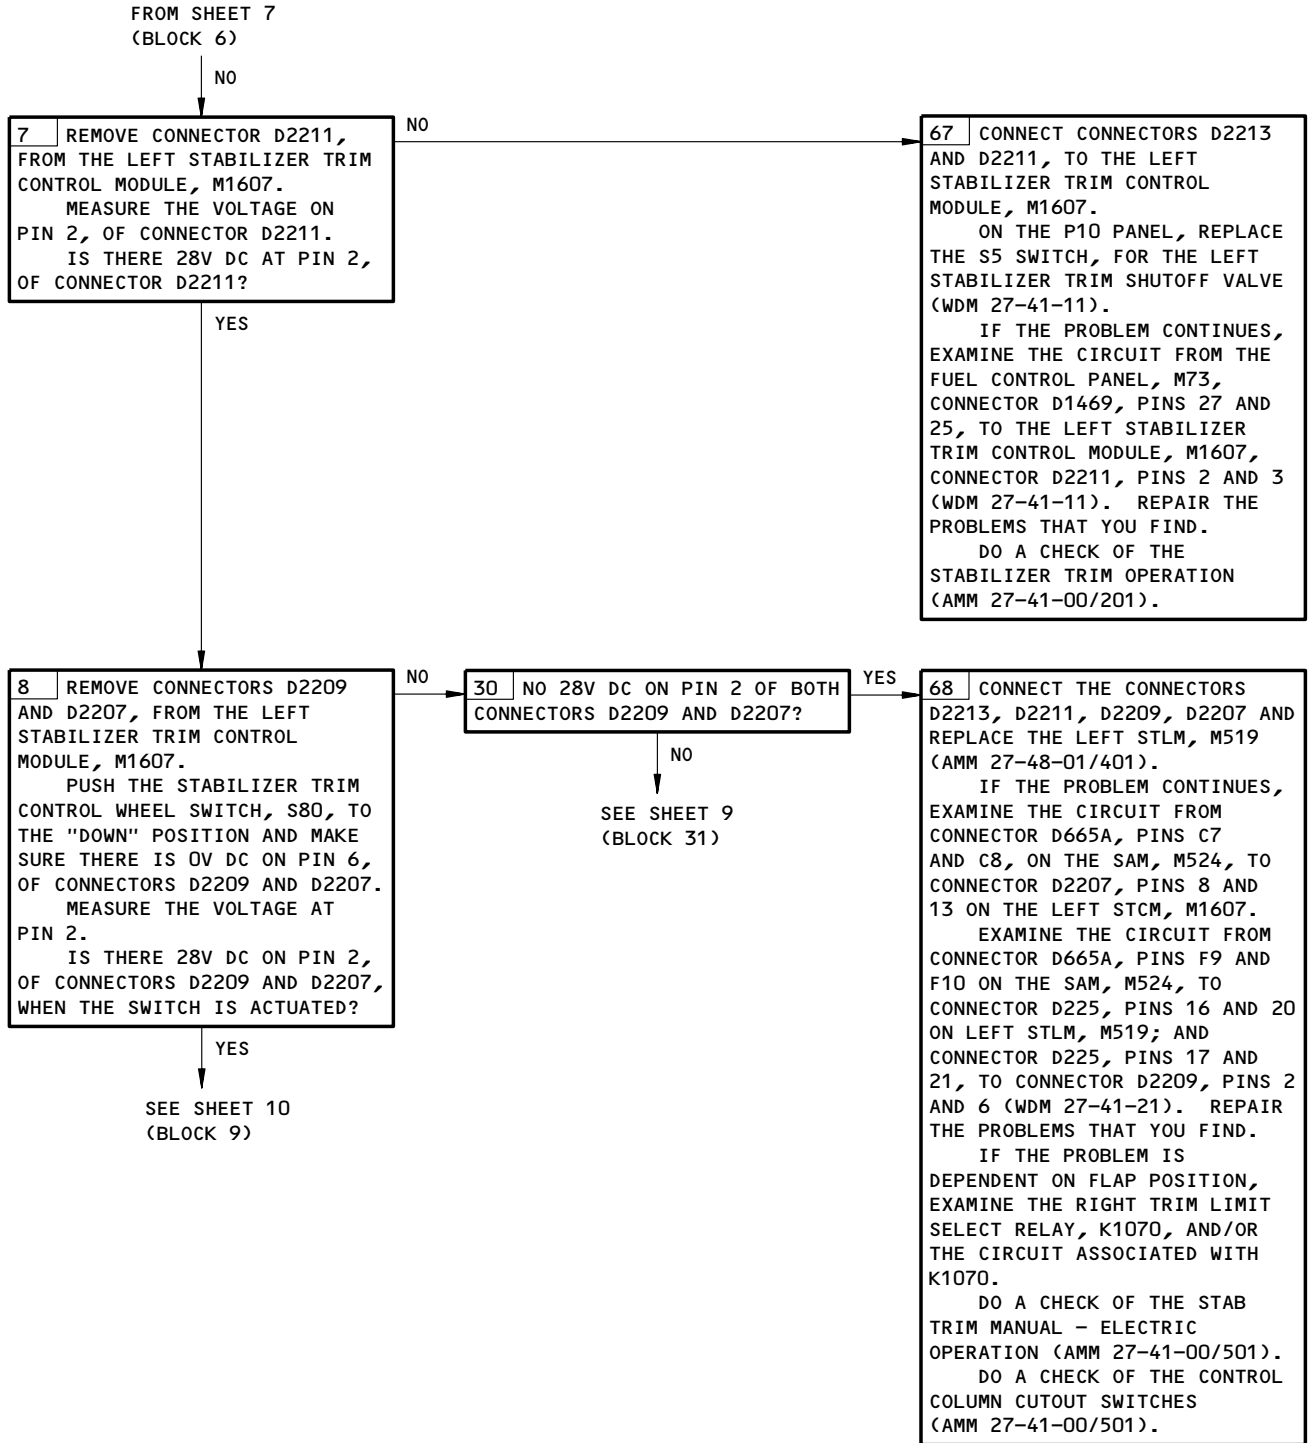 FROM SHEET 7
(BLOCK 6)
NO
7 REMOVE CONNECTOR D2211,
FROM THE LEFT STABILIZER TRIM
CONTROL MODULE, M1607.
MEASURE THE VOLTAGE ON
PIN 2, OF CONNECTOR D2211.
IS THERE 28V DC AT PIN 2,
OF CONNECTOR D2211?
NO
67 CONNECT CONNECTORS D2213
AND D2211, TO THE LEFT
STABILIZER TRIM CONTROL
MODULE, M1607.
ON THE P10 PANEL, REPLACE
THE S5 SWITCH, FOR THE LEFT
STABILIZER TRIM SHUTOFF VALVE
(WDM 27-41-11).
IF THE PROBLEM CONTINUES,
EXAMINE THE CIRCUIT FROM THE
FUEL CONTROL PANEL, M73,
CONNECTOR D1469, PINS 27 AND
25, TO THE LEFT STABILIZER
TRIM CONTROL MODULE, M1607,
CONNECTOR D2211, PINS 2 AND 3
(WDM 27-41-11). REPAIR THE
PROBLEMS THAT YOU FIND.
DO A CHECK OF THE
STABILIZER TRIM OPERATION
(AMM 27-41-00/201).
YES
8 REMOVE CONNECTORS D2209
AND D2207, FROM THE LEFT
STABILIZER TRIM CONTROL
MODULE, M1607.
PUSH THE STABILIZER TRIM
CONTROL WHEEL SWITCH, S80, TO
THE "DOWN" POSITION AND MAKE
SURE THERE IS 0V DC ON PIN 6,
OF CONNECTORS D2209 AND D2207.
MEASURE THE VOLTAGE AT
PIN 2.
IS THERE 28V DC ON PIN 2,
OF CONNECTORS D2209 AND D2207,
WHEN THE SWITCH IS ACTUATED?
YES
SEE SHEET 10
(BLOCK 9)
NO
30 NO 28V DC ON PIN 2 OF BOTH
CONNECTORS D2209 AND D2207?
NO
SEE SHEET 9
(BLOCK 31)
YES
68 CONNECT THE CONNECTORS
D2213, D2211, D2209, D2207 AND
REPLACE THE LEFT STLM, M519
(AMM 27-48-01/401).
IF THE PROBLEM CONTINUES,
EXAMINE THE CIRCUIT FROM
CONNECTOR D665A, PINS C7
AND C8, ON THE SAM, M524, TO
CONNECTOR D2207, PINS 8 AND
13 ON THE LEFT STCM, M1607.
EXAMINE THE CIRCUIT FROM
CONNECTOR D665A, PINS F9 AND
F10 ON THE SAM, M524, TO
CONNECTOR D225, PINS 16 AND 20
ON LEFT STLM, M519; AND
CONNECTOR D225, PINS 17 AND
21, TO CONNECTOR D2209, PINS 2
AND 6 (WDM 27-41-21). REPAIR
THE PROBLEMS THAT YOU FIND.
IF THE PROBLEM IS
DEPENDENT ON FLAP POSITION,
EXAMINE THE RIGHT TRIM LIMIT
SELECT RELAY, K1070, AND/OR
THE CIRCUIT ASSOCIATED WITH
K1070.
DO A CHECK OF THE STAB
TRIM MANUAL - ELECTRIC
OPERATION (AMM 27-41-00/501).
DO A CHECK OF THE CONTROL
COLUMN CUTOUT SWITCHES
(AMM 27-41-00/501).